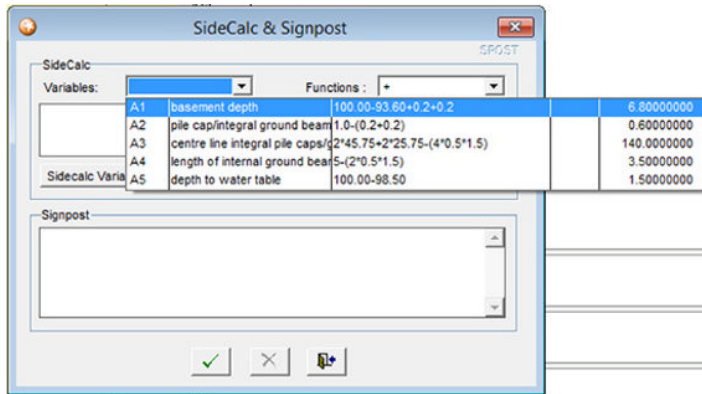 SideCalc & Signpost
SPOST
SideCalc
Variables: Functions : +
A1 basement depth 100.00-93.60+0.2+0.2 6.80000000
A2 pile cap/integral ground beam 1.0-(0.2+0.2) 0.60000000
A3 centre line integral pile caps/g 2*45.75+2*25.75-(4*0.5*1.5) 140.0000000
A4 length of internal ground bear 5-(2*0.5*1.5) 3.50000000
A5 depth to water table 100.00-98.50 1.50000000
Sidecalc Varia
Signpost